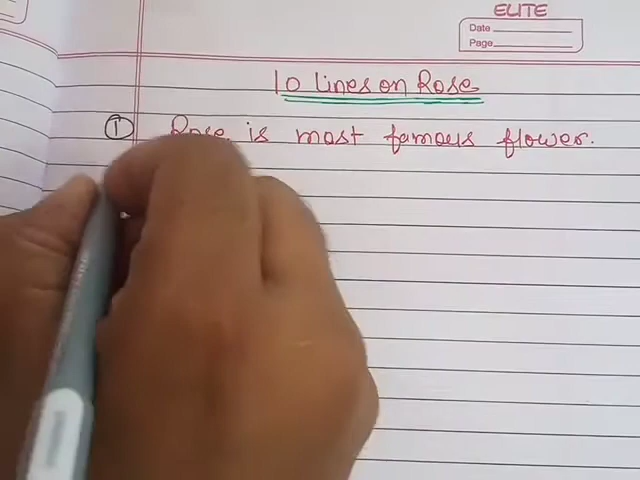 ELITE
Date
Page
10 lines on Rose
① Rose is most famous flower.